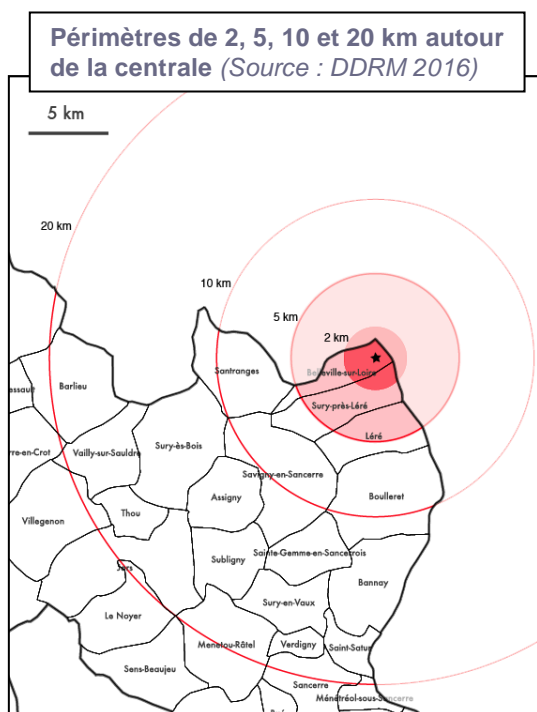 Périmètres de 2, 5, 10 et 20 km autour
de la centrale (Source : DDRM 2016)
5 km
20 km
10 km
5 km
2 km
Belleville-sur-Loire
Santranges
Barlieu
Sury-près-Léré
Léré
Sury-ès-Bois
Vailly-sur-Sauldre
Savigny-en-Sancerre
Assigny
Boulleret
Thou
Villegenon
Subligny
Sainte-Gemme-en-Sancerrois
Bannay
Sury-en-Vaux
Le Noyer
Menetou-Râtel
Verdigny
Saint-Satur
Sens-Beaujeu
Sancerre
Ménétréol-sous-Sancerre